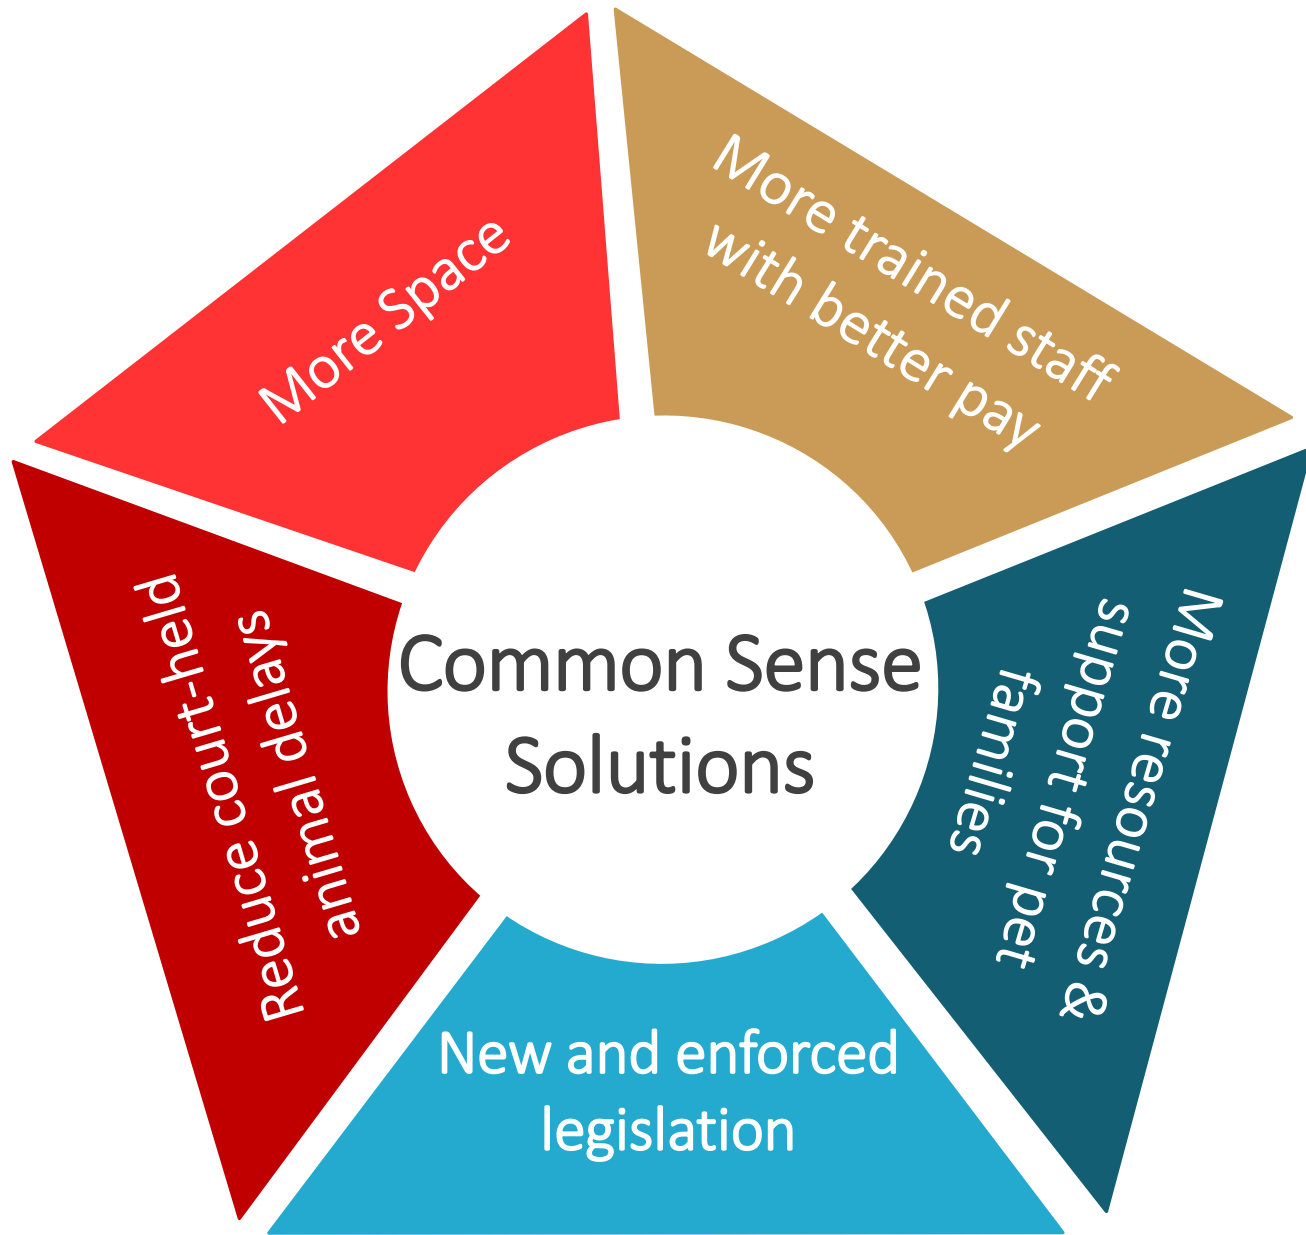 More Space
More trained staff
with better pay
More resources &
support for pet
families
New and enforced
legislation
Reduce court-held
animal delays
Common Sense
Solutions